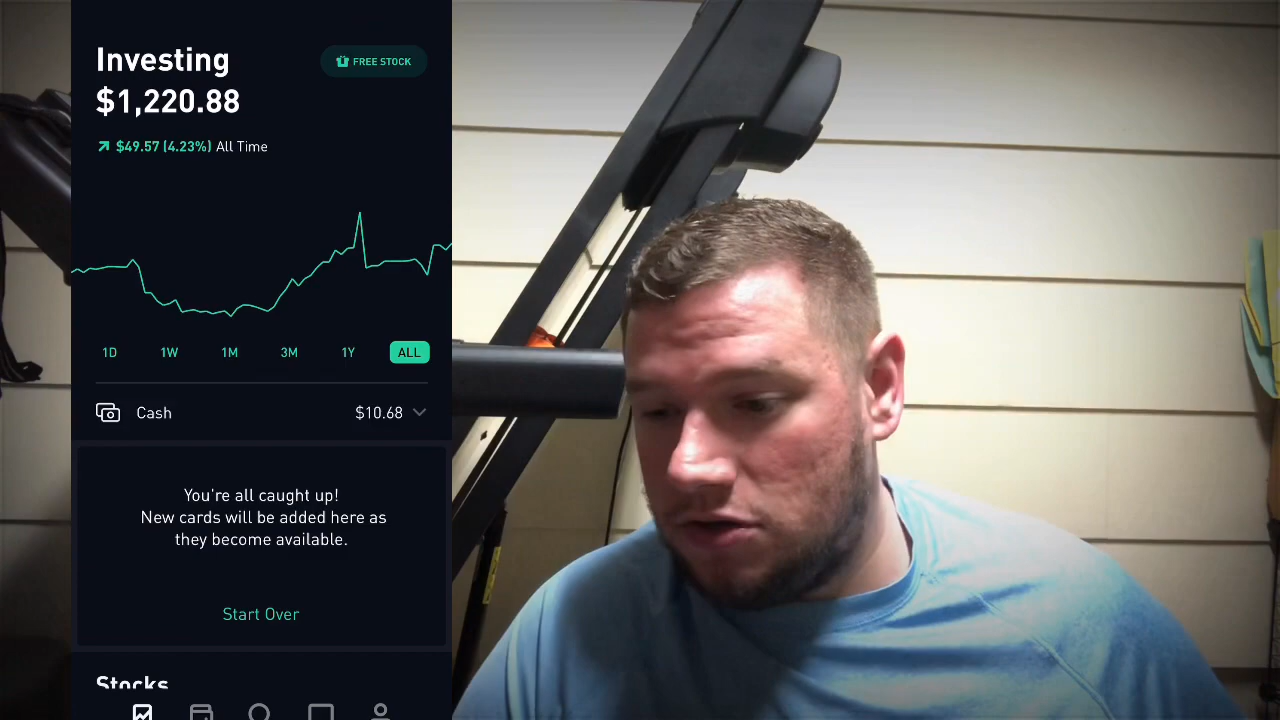 Investing
FREE STOCK
$1,220.88
$49.57 (4.23%) All Time
1D 1W 1M 3M 1Y ALL
Cash $10.68
You're all caught up!
New cards will be added here as
they become available.
Start Over
Stocks